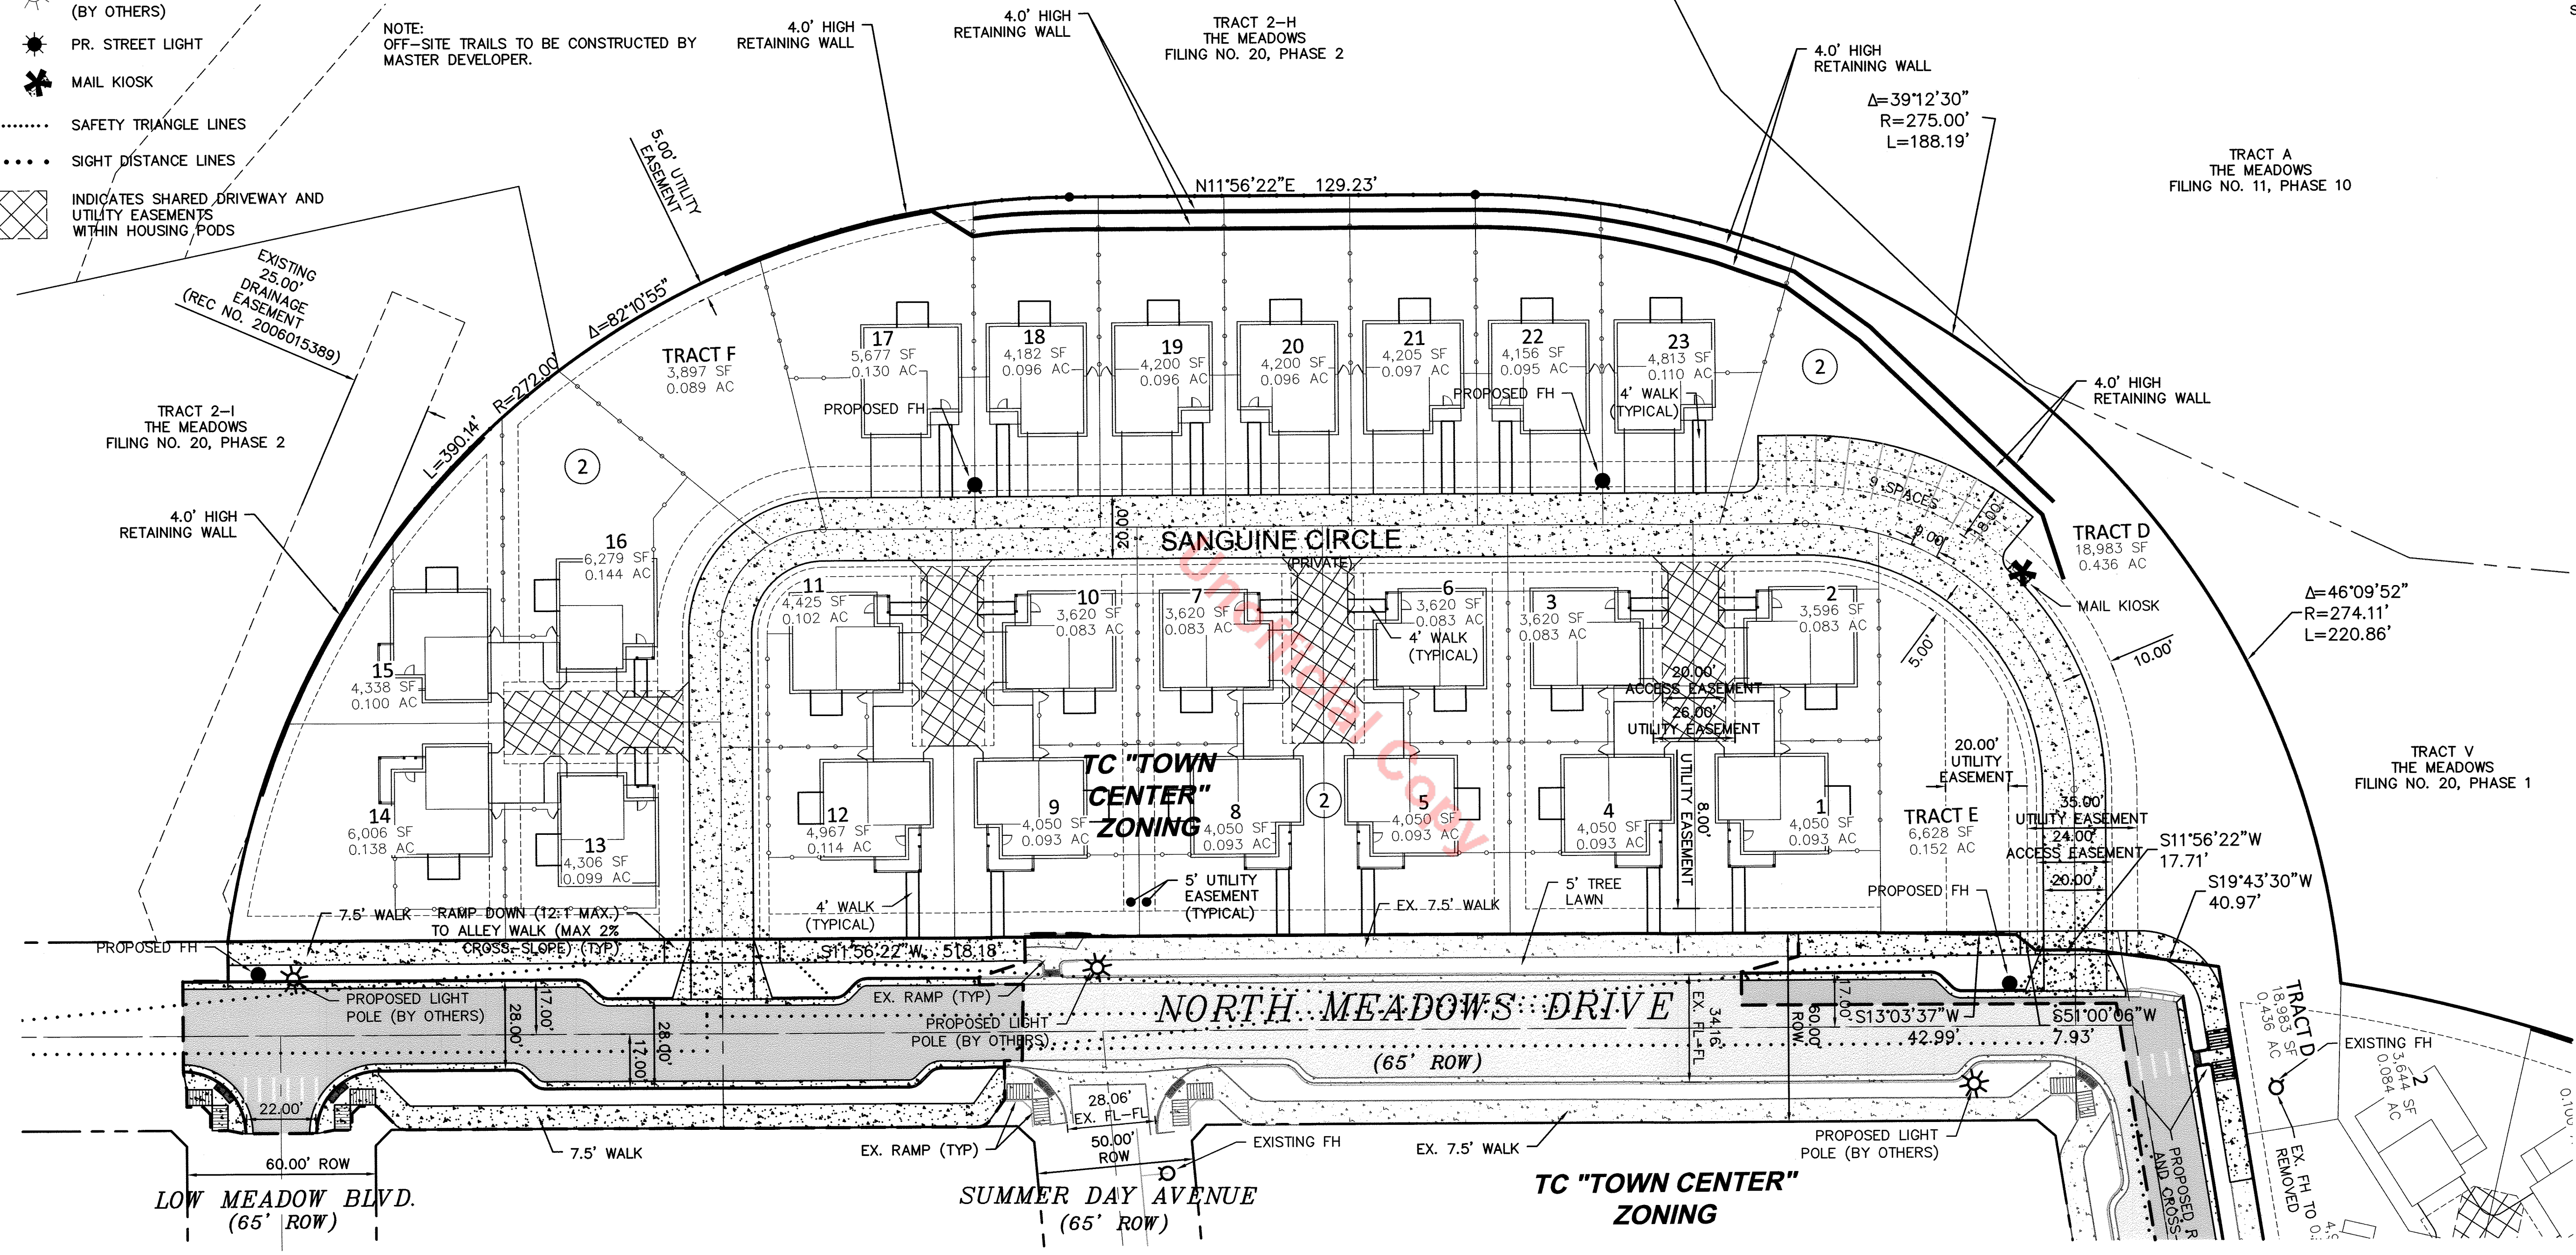 (BY OTHERS)
PR. STREET LIGHT
MAIL KIOSK
SAFETY TRIANGLE LINES
SIGHT DISTANCE LINES
INDICATES SHARED DRIVEWAY AND
UTILITY EASEMENTS
WITHIN HOUSING PODS
NOTE:
OFF-SITE TRAILS TO BE CONSTRUCTED BY
MASTER DEVELOPER.
4.0' HIGH
RETAINING WALL
4.0' HIGH
RETAINING WALL
TRACT 2-H
THE MEADOWS
FILING NO. 20, PHASE 2
4.0' HIGH
RETAINING WALL
Δ=39°12'30"
R=275.00'
L=188.19'
TRACT A
THE MEADOWS
FILING NO. 11, PHASE 10
5.00' UTILITY
EASEMENT
N11°56'22"E 129.23'
EXISTING
25.00'
DRAINAGE
EASEMENT
(REC NO. 2006015389)
Δ=82°10'55"
R=272.00'
L=390.14'
TRACT F
3,897 SF
0.089 AC
TRACT 2-I
THE MEADOWS
FILING NO. 20, PHASE 2
4.0' HIGH
RETAINING WALL
2
17
5,677 SF
0.130 AC
18
4,182 SF
0.096 AC
19
4,200 SF
0.096 AC
20
4,200 SF
0.096 AC
21
4,205 SF
0.097 AC
22
4,156 SF
0.095 AC
23
4,813 SF
0.110 AC
2
PROPOSED FH
PROPOSED FH
4' WALK
(TYPICAL)
4.0' HIGH
RETAINING WALL
9 SPACES
18.00'
9.00'
TRACT D
18,983 SF
0.436 AC
MAIL KIOSK
20.00'
SANGUINE CIRCLE
(PRIVATE)
Δ=46°09'52"
R=274.11'
L=220.86'
10.00'
5.00'
16
6,279 SF
0.144 AC
15
4,338 SF
0.100 AC
14
6,006 SF
0.138 AC
13
4,306 SF
0.099 AC
11
4,425 SF
0.102 AC
10
3,620 SF
0.083 AC
7
3,620 SF
0.083 AC
6
3,620 SF
0.083 AC
4' WALK
(TYPICAL)
3
3,620 SF
0.083 AC
2
3,596 SF
0.083 AC
20.00'
ACCESS EASEMENT
26.00'
UTILITY EASEMENT
Unofficial Copy
TC "TOWN
CENTER"
ZONING
12
4,967 SF
0.114 AC
9
4,050 SF
0.093 AC
8
4,050 SF
0.093 AC
2
5
4,050 SF
0.093 AC
4
4,050 SF
0.093 AC
UTILITY EASEMENT
8.00'
1
4,050 SF
0.093 AC
20.00'
UTILITY
EASEMENT
TRACT E
6,628 SF
0.152 AC
35.00'
UTILITY EASEMENT
24.00'
ACCESS EASEMENT
20.00'
TRACT V
THE MEADOWS
FILING NO. 20, PHASE 1
S11°56'22"W
17.71'
S19°43'30"W
40.97'
PROPOSED FH
7.5' WALK
RAMP DOWN (12:1 MAX.)
TO ALLEY WALK (MAX 2%
CROSS-SLOPE) (TYP)
4' WALK
(TYPICAL)
5' UTILITY
EASEMENT
(TYPICAL)
EX. 7.5' WALK
5' TREE
LAWN
PROPOSED FH
S11°56'22"W 518.18'
PROPOSED LIGHT
POLE (BY OTHERS)
17.00'
28.00'
17.00'
28.00'
EX. RAMP (TYP)
PROPOSED LIGHT
POLE (BY OTHERS)
NORTH MEADOWS DRIVE
(65' ROW)
EX. FL-FL
34.16'
60.00'
ROW
17.00'
S13°03'37"W
42.99'
S51°00'06"W
7.93'
TRACT D
18,983 SF
0.436 AC
EXISTING FH
2
3,644 SF
0.084 AC
EX. FH TO
REMOVED
22.00'
60.00' ROW
7.5' WALK
EX. RAMP (TYP)
28.06'
EX. FL-FL
50.00'
ROW
EXISTING FH
EX. 7.5' WALK
PROPOSED LIGHT
POLE (BY OTHERS)
PROPOSED R
AND CROSS-
LOW MEADOW BLVD.
(65' ROW)
SUMMER DAY AVENUE
(65' ROW)
TC "TOWN CENTER"
ZONING